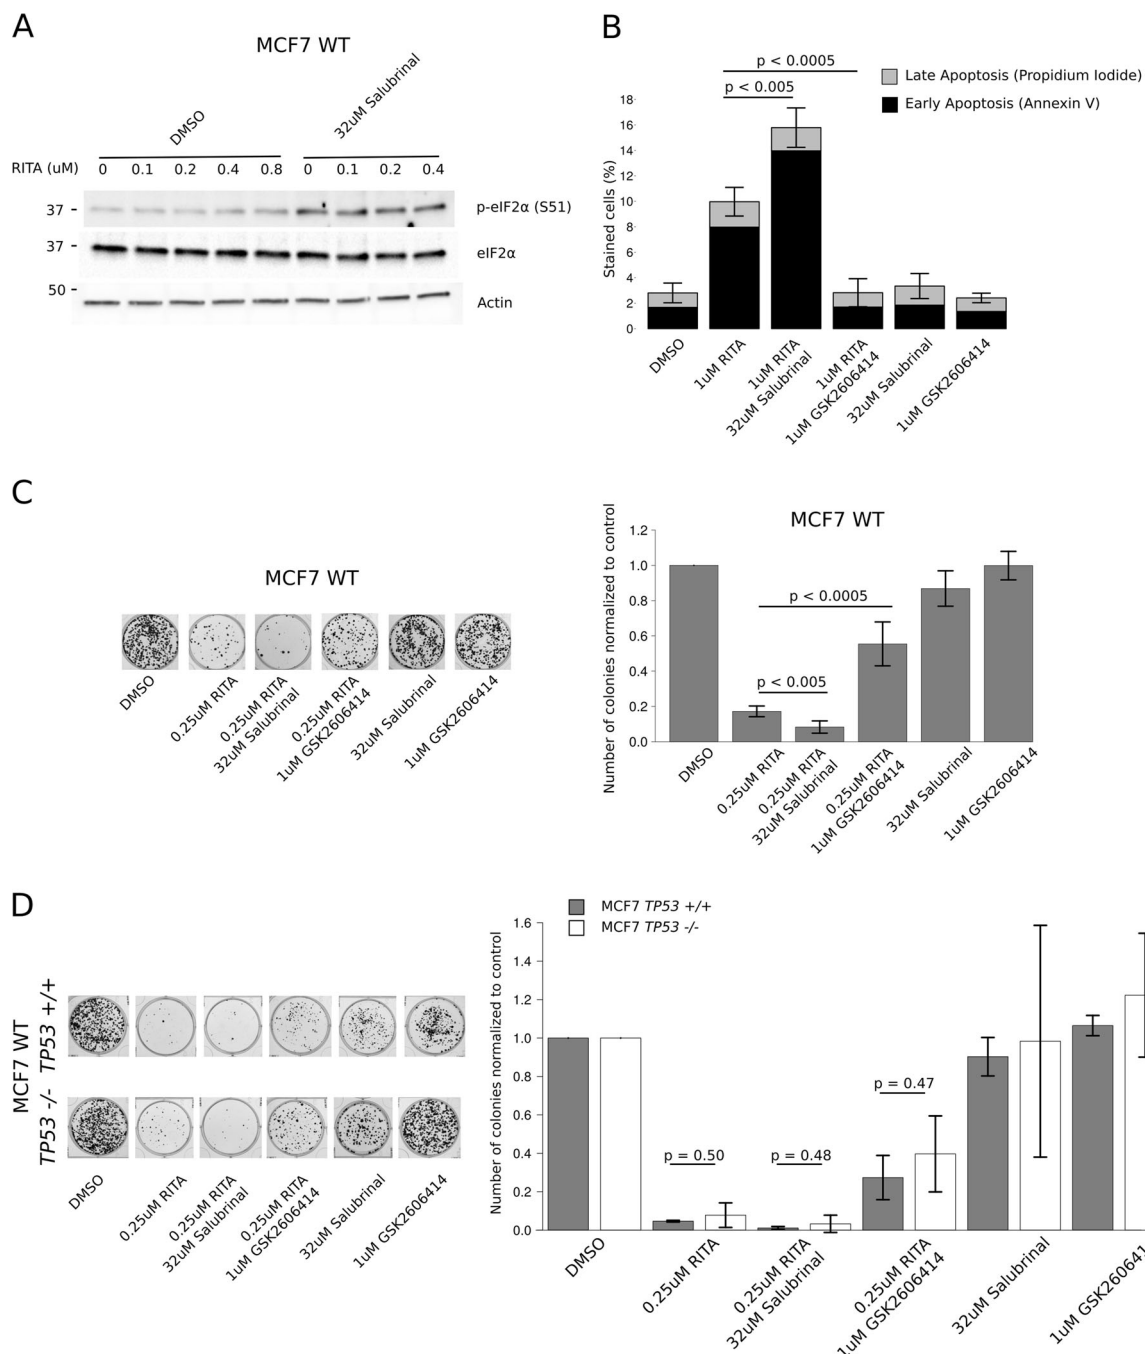 A
MCF7 WT
DMSO
32uM Salubrinal
RITA (uM)
0 0.1 0.2 0.4 0.8 0 0.1 0.2 0.4
37 -
p-eIF2α (S51)
37 -
eIF2α
50 -
Actin
B
p < 0.0005
p < 0.005
Late Apoptosis (Propidium Iodide)
Early Apoptosis (Annexin V)
Stained cells (%)
18
16
14
12
10
8
6
4
2
0
DMSO
1uM RITA
1uM RITA
32uM Salubrinal
1uM RITA
1uM GSK2606414
32uM Salubrinal
1uM GSK2606414
C
MCF7 WT
DMSO
0.25uM RITA
0.25uM RITA
32uM Salubrinal
0.25uM RITA
1uM GSK2606414
32uM Salubrinal
1uM GSK2606414
MCF7 WT
Number of colonies normalized to control
1.2
1.0
0.8
0.6
0.4
0.2
0.0
p < 0.0005
p < 0.005
DMSO
0.25uM RITA
0.25uM RITA
32uM Salubrinal
0.25uM RITA
1uM GSK2606414
32uM Salubrinal
1uM GSK2606414
D
MCF7 WT
TP53 +/+
TP53 -/-
DMSO
0.25uM RITA
0.25uM RITA
32uM Salubrinal
0.25uM RITA
1uM GSK2606414
32uM Salubrinal
1uM GSK2606414
MCF7 TP53 +/+
MCF7 TP53 -/-
Number of colonies normalized to control
1.6
1.4
1.2
1.0
0.8
0.6
0.4
0.2
0.0
p = 0.50
p = 0.48
p = 0.47
DMSO
0.25uM RITA
0.25uM RITA
32uM Salubrinal
0.25uM RITA
1uM GSK2606414
32uM Salubrinal
1uM GSK260641